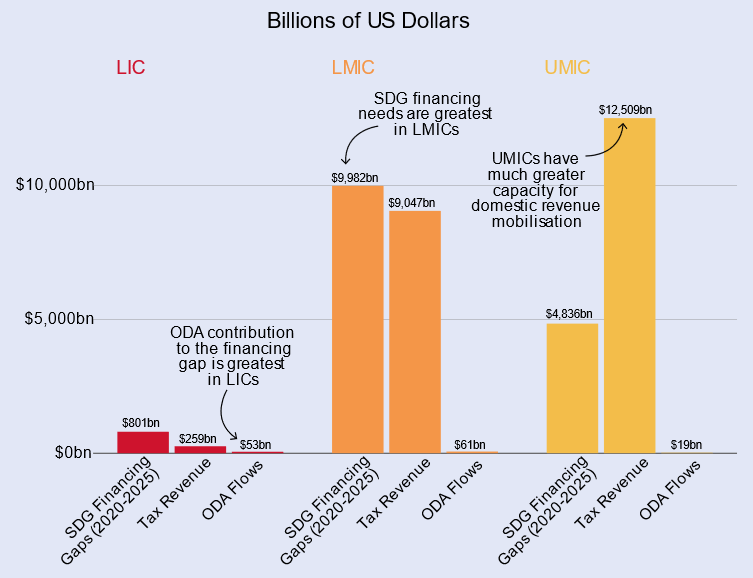 Billions of US Dollars
LIC
LMIC
UMIC
SDG financing
needs are greatest
in LMICs
$12,509bn
UMICs have
much greater
capacity for
domestic revenue
mobilisation
$10,000bn
$9,982bn
$9,047bn
$5,000bn
$4,836bn
ODA contribution
to the financing
gap is greatest
in LICs
$801bn
$259bn
$53bn
$61bn
$19bn
$0bn
SDG Financing
Gaps (2020-2025)
Tax Revenue
ODA Flows
SDG Financing
Gaps (2020-2025)
Tax Revenue
ODA Flows
SDG Financing
Gaps (2020-2025)
Tax Revenue
ODA Flows